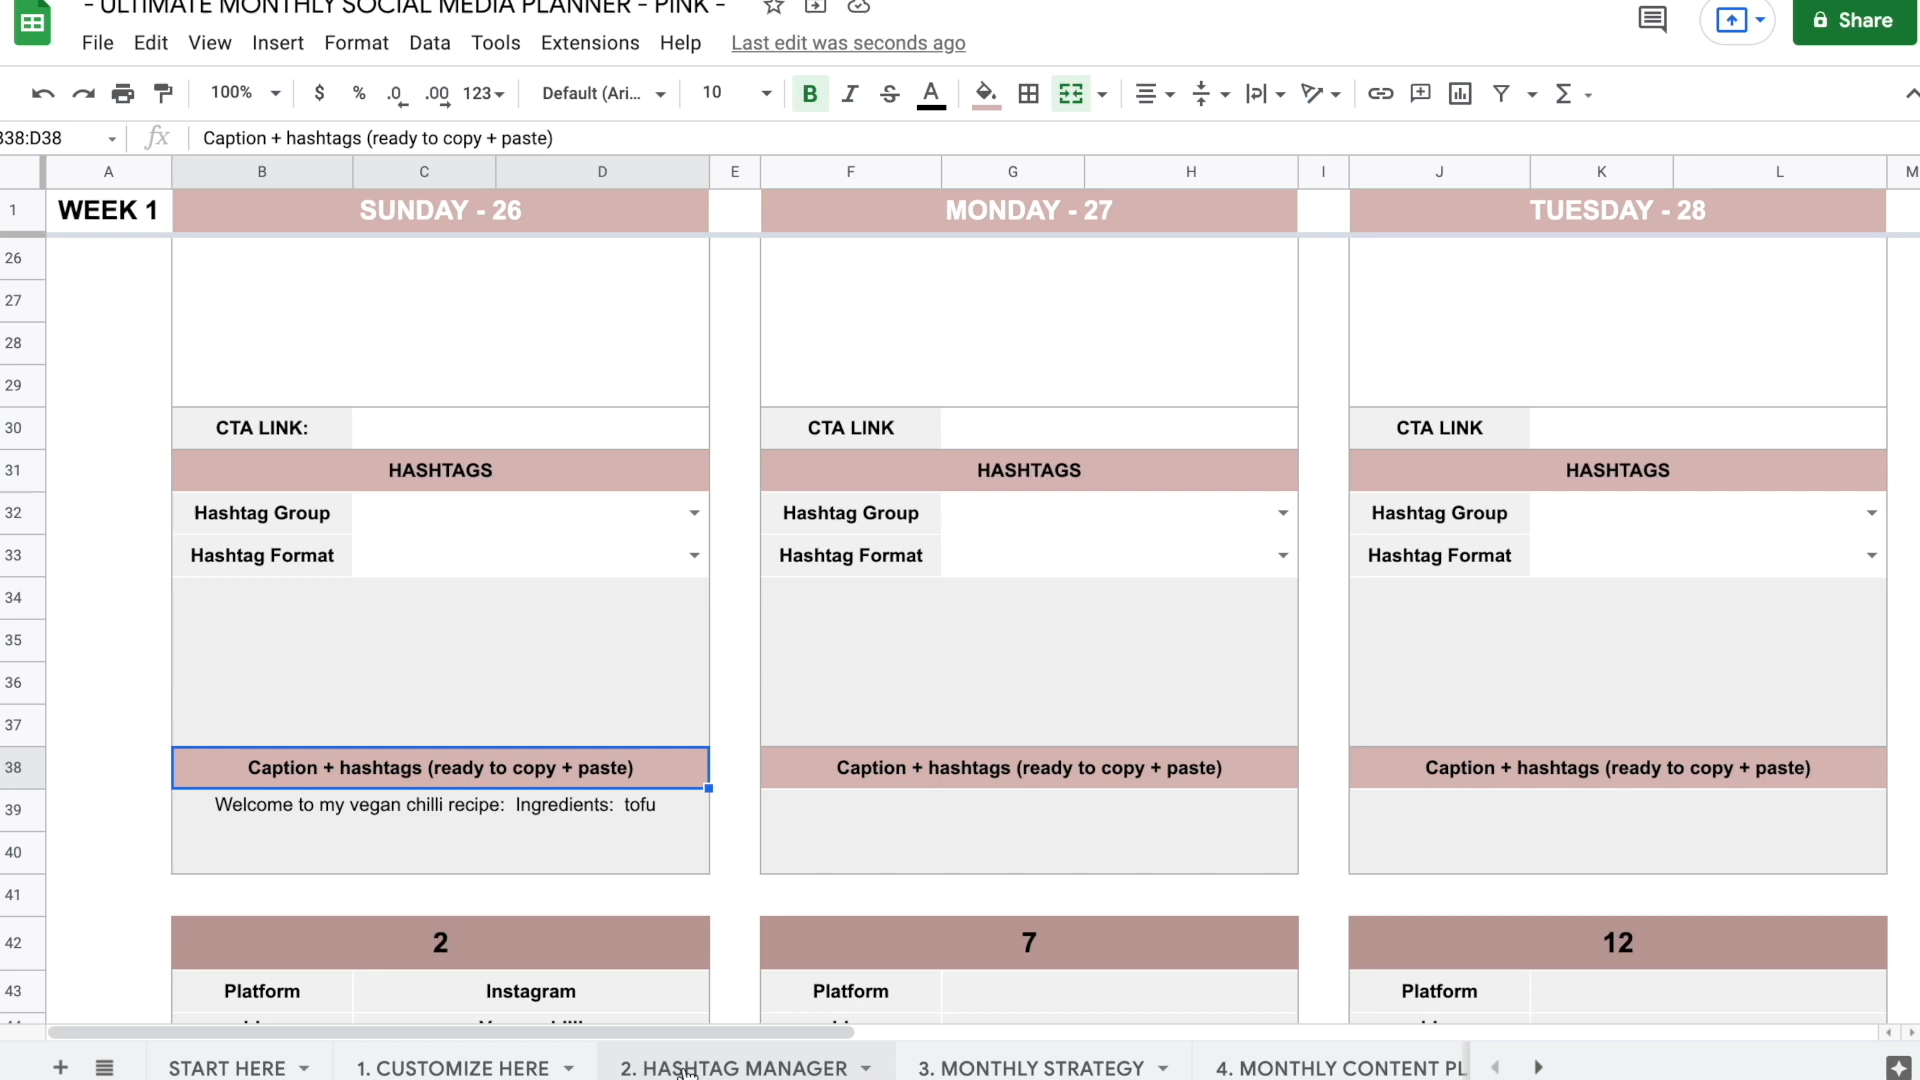 - ULTIMATE MONTHLY SOCIAL MEDIA PLANNER - PINK -
File Edit View Insert Format Data Tools Extensions Help Last edit was seconds ago
Share
100% $ % .0 .00 123 Default (Ari... 10 B I S A
38:D38 fx Caption + hashtags (ready to copy + paste)
A B C D E F G H I J K L M
1 WEEK 1 SUNDAY - 26 MONDAY - 27 TUESDAY - 28
26
27
28
29
30 CTA LINK: CTA LINK CTA LINK
31 HASHTAGS HASHTAGS HASHTAGS
32 Hashtag Group Hashtag Group Hashtag Group
33 Hashtag Format Hashtag Format Hashtag Format
34
35
36
37
38 Caption + hashtags (ready to copy + paste) Caption + hashtags (ready to copy + paste) Caption + hashtags (ready to copy + paste)
39 Welcome to my vegan chilli recipe: Ingredients: tofu
40
41
42 2 7 12
43 Platform Instagram Platform Platform
START HERE 1. CUSTOMIZE HERE 2. HASHTAG MANAGER 3. MONTHLY STRATEGY 4. MONTHLY CONTENT PL